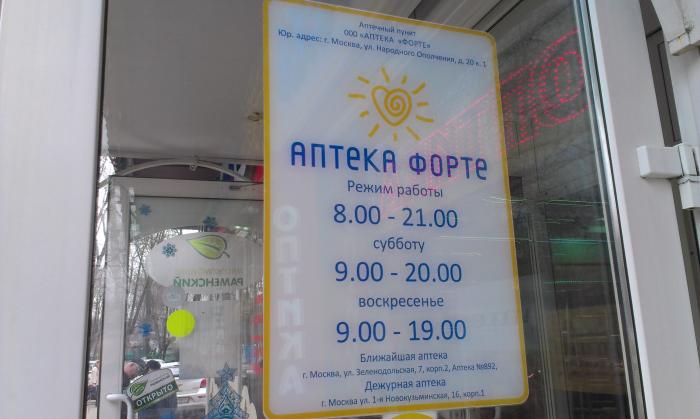 Аптечный пункт
ООО «АПТЕКА «ФОРТЕ»
Юр. адрес: г. Москва, ул. Народного Ополчения, д. 20 к. 1
АПТЕКА ФОРТЕ
Режим работы
8.00 - 21.00
субботу
9.00 - 20.00
воскресенье
9.00 - 19.00
Ближайшая аптека
г. Москва, ул. Зеленодольская, 7, корп.2, Аптека №892,
Дежурная аптека
г. Москва ул. 1-я Новокузьминская, 16, корп.1
ОПТИКА
РАМЕНСКИЙ
ОТКРЫТО